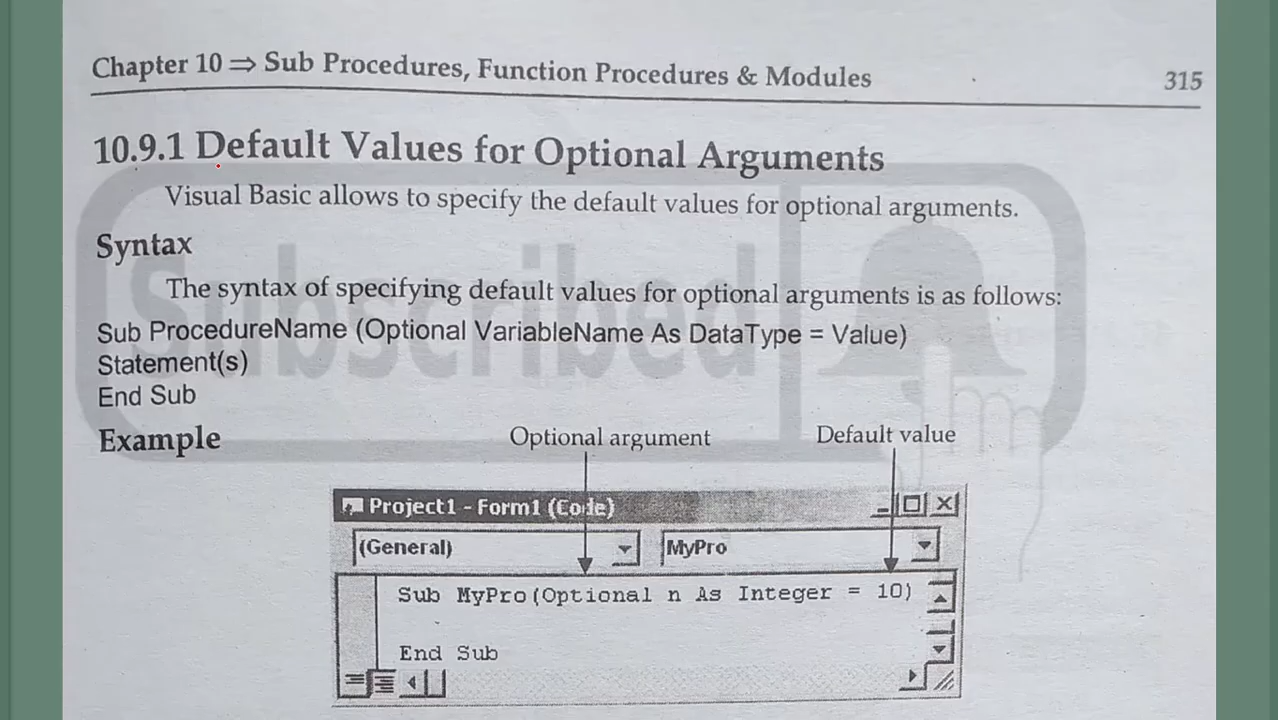 Chapter 10 ⇒ Sub Procedures, Function Procedures & Modules 315
10.9.1 Default Values for Optional Arguments
Visual Basic allows to specify the default values for optional arguments.
Syntax
The syntax of specifying default values for optional arguments is as follows:
Sub ProcedureName (Optional VariableName As DataType = Value)
Statement(s)
End Sub
Example
Optional argument Default value
Project1 - Form1 (Code)
(General) MyPro
Sub MyPro(Optional n As Integer = 10)
End Sub
Subscribed